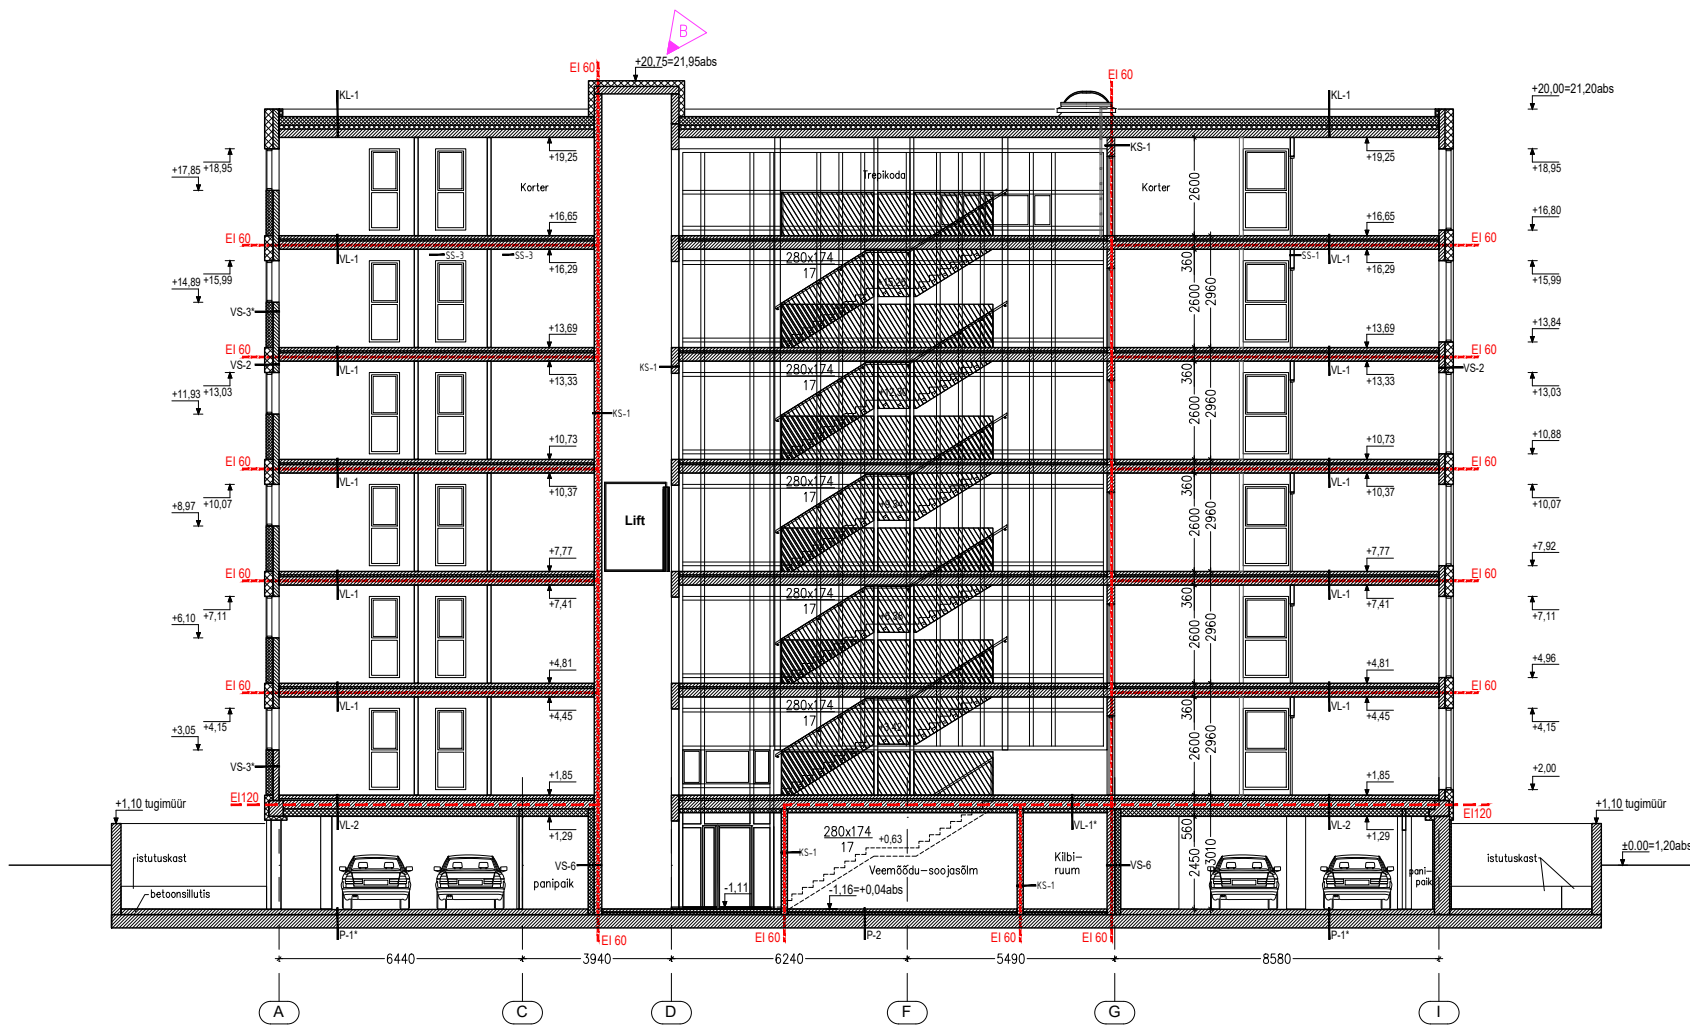 B
+20,75=21,95abs
EI 60
EI 60
+20,00=21,20abs
KL-1
KL-1
KS-1
+19,25
+19,25
+18,95
+18,95
+17,85
Korter
Trepikoda
Korter
2600
+16,65
+16,65
+16,80
EI 60
EI 60
VL-1
SS-3
SS-3
+16,29
280x174
17
360
SS-1
VL-1
+16,29
+15,99
+15,99
+14,89
2600
2960
VS-3*
+13,69
+13,69
+13,84
EI 60
EI 60
VS-2
VL-1
+13,33
KS-1
280x174
17
360
VL-1
+13,33
VS-2
+13,03
+13,03
+11,93
2600
2960
KS-1
+10,73
+10,73
+10,88
EI 60
EI 60
VL-1
+10,37
280x174
17
360
VL-1
+10,37
+10,07
+10,07
+8,97
Lift
2600
2960
+7,77
+7,77
+7,92
EI 60
EI 60
VL-1
+7,41
280x174
17
360
VL-1
+7,41
+7,11
+7,11
+6,10
2600
2960
+4,81
+4,81
+4,96
EI 60
EI 60
VL-1
+4,45
280x174
17
360
VL-1
+4,45
+4,15
+4,15
+3,05
2600
2960
VS-3*
+1,85
+1,85
+2,00
EI120
EI120
+1,10 tugimüür
+1,10 tugimüür
VL-2
+1,29
280x174
17
+0,63
VL-1*
560
VL-2
+1,29
±0.00=1,20abs
istutuskast
KS-1
Kilbi-
ruum
istutuskast
VS-6
VS-6
Veemõõdu-soojasõlm
2450
3010
pani-
paik
panipaik
KS-1
betoonsillutis
-1,11
-1,16=+0,04abs
P-1*
EI 60
EI 60
P-2
EI 60
EI 60
P-1*
6440
3940
6240
5490
8580
A
C
D
F
G
I